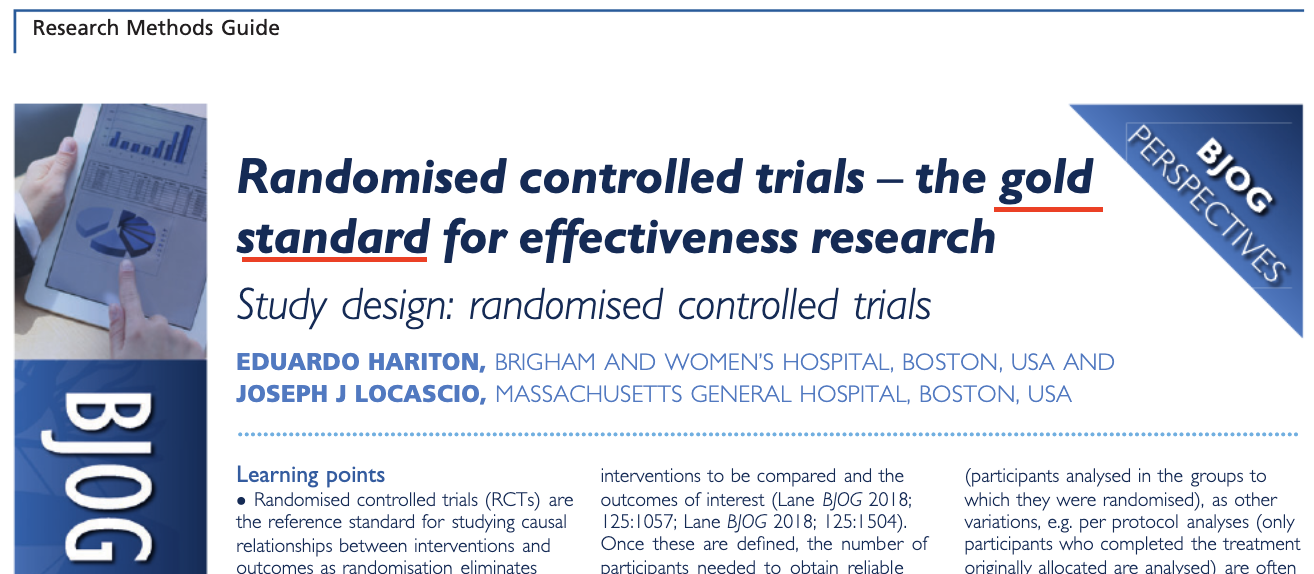 Research Methods Guide
Randomised controlled trials – the gold
standard for effectiveness research
Study design: randomised controlled trials
EDUARDO HARITON, BRIGHAM AND WOMEN'S HOSPITAL, BOSTON, USA AND
JOSEPH J LOCASCIO, MASSACHUSETTS GENERAL HOSPITAL, BOSTON, USA
BJOG
PERSPECTIVES
BJOG
Learning points
● Randomised controlled trials (RCTs) are
the reference standard for studying causal
relationships between interventions and
outcomes as randomisation eliminates
interventions to be compared and the
outcomes of interest (Lane BJOG 2018;
125:1057; Lane BJOG 2018; 125:1504).
Once these are defined, the number of
participants needed to obtain reliable
(participants analysed in the groups to
which they were randomised), as other
variations, e.g. per protocol analyses (only
participants who completed the treatment
originally allocated are analysed) are often